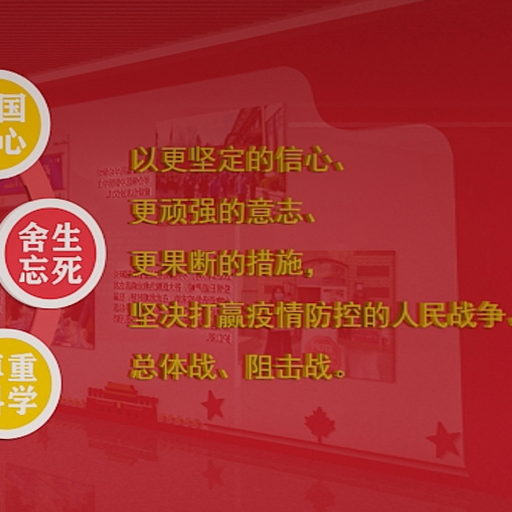 国
心
舍生
忘死
重
学
以更坚定的信心、
更顽强的意志、
更果断的措施，
坚决打赢疫情防控的人民战争、
总体战、阻击战。